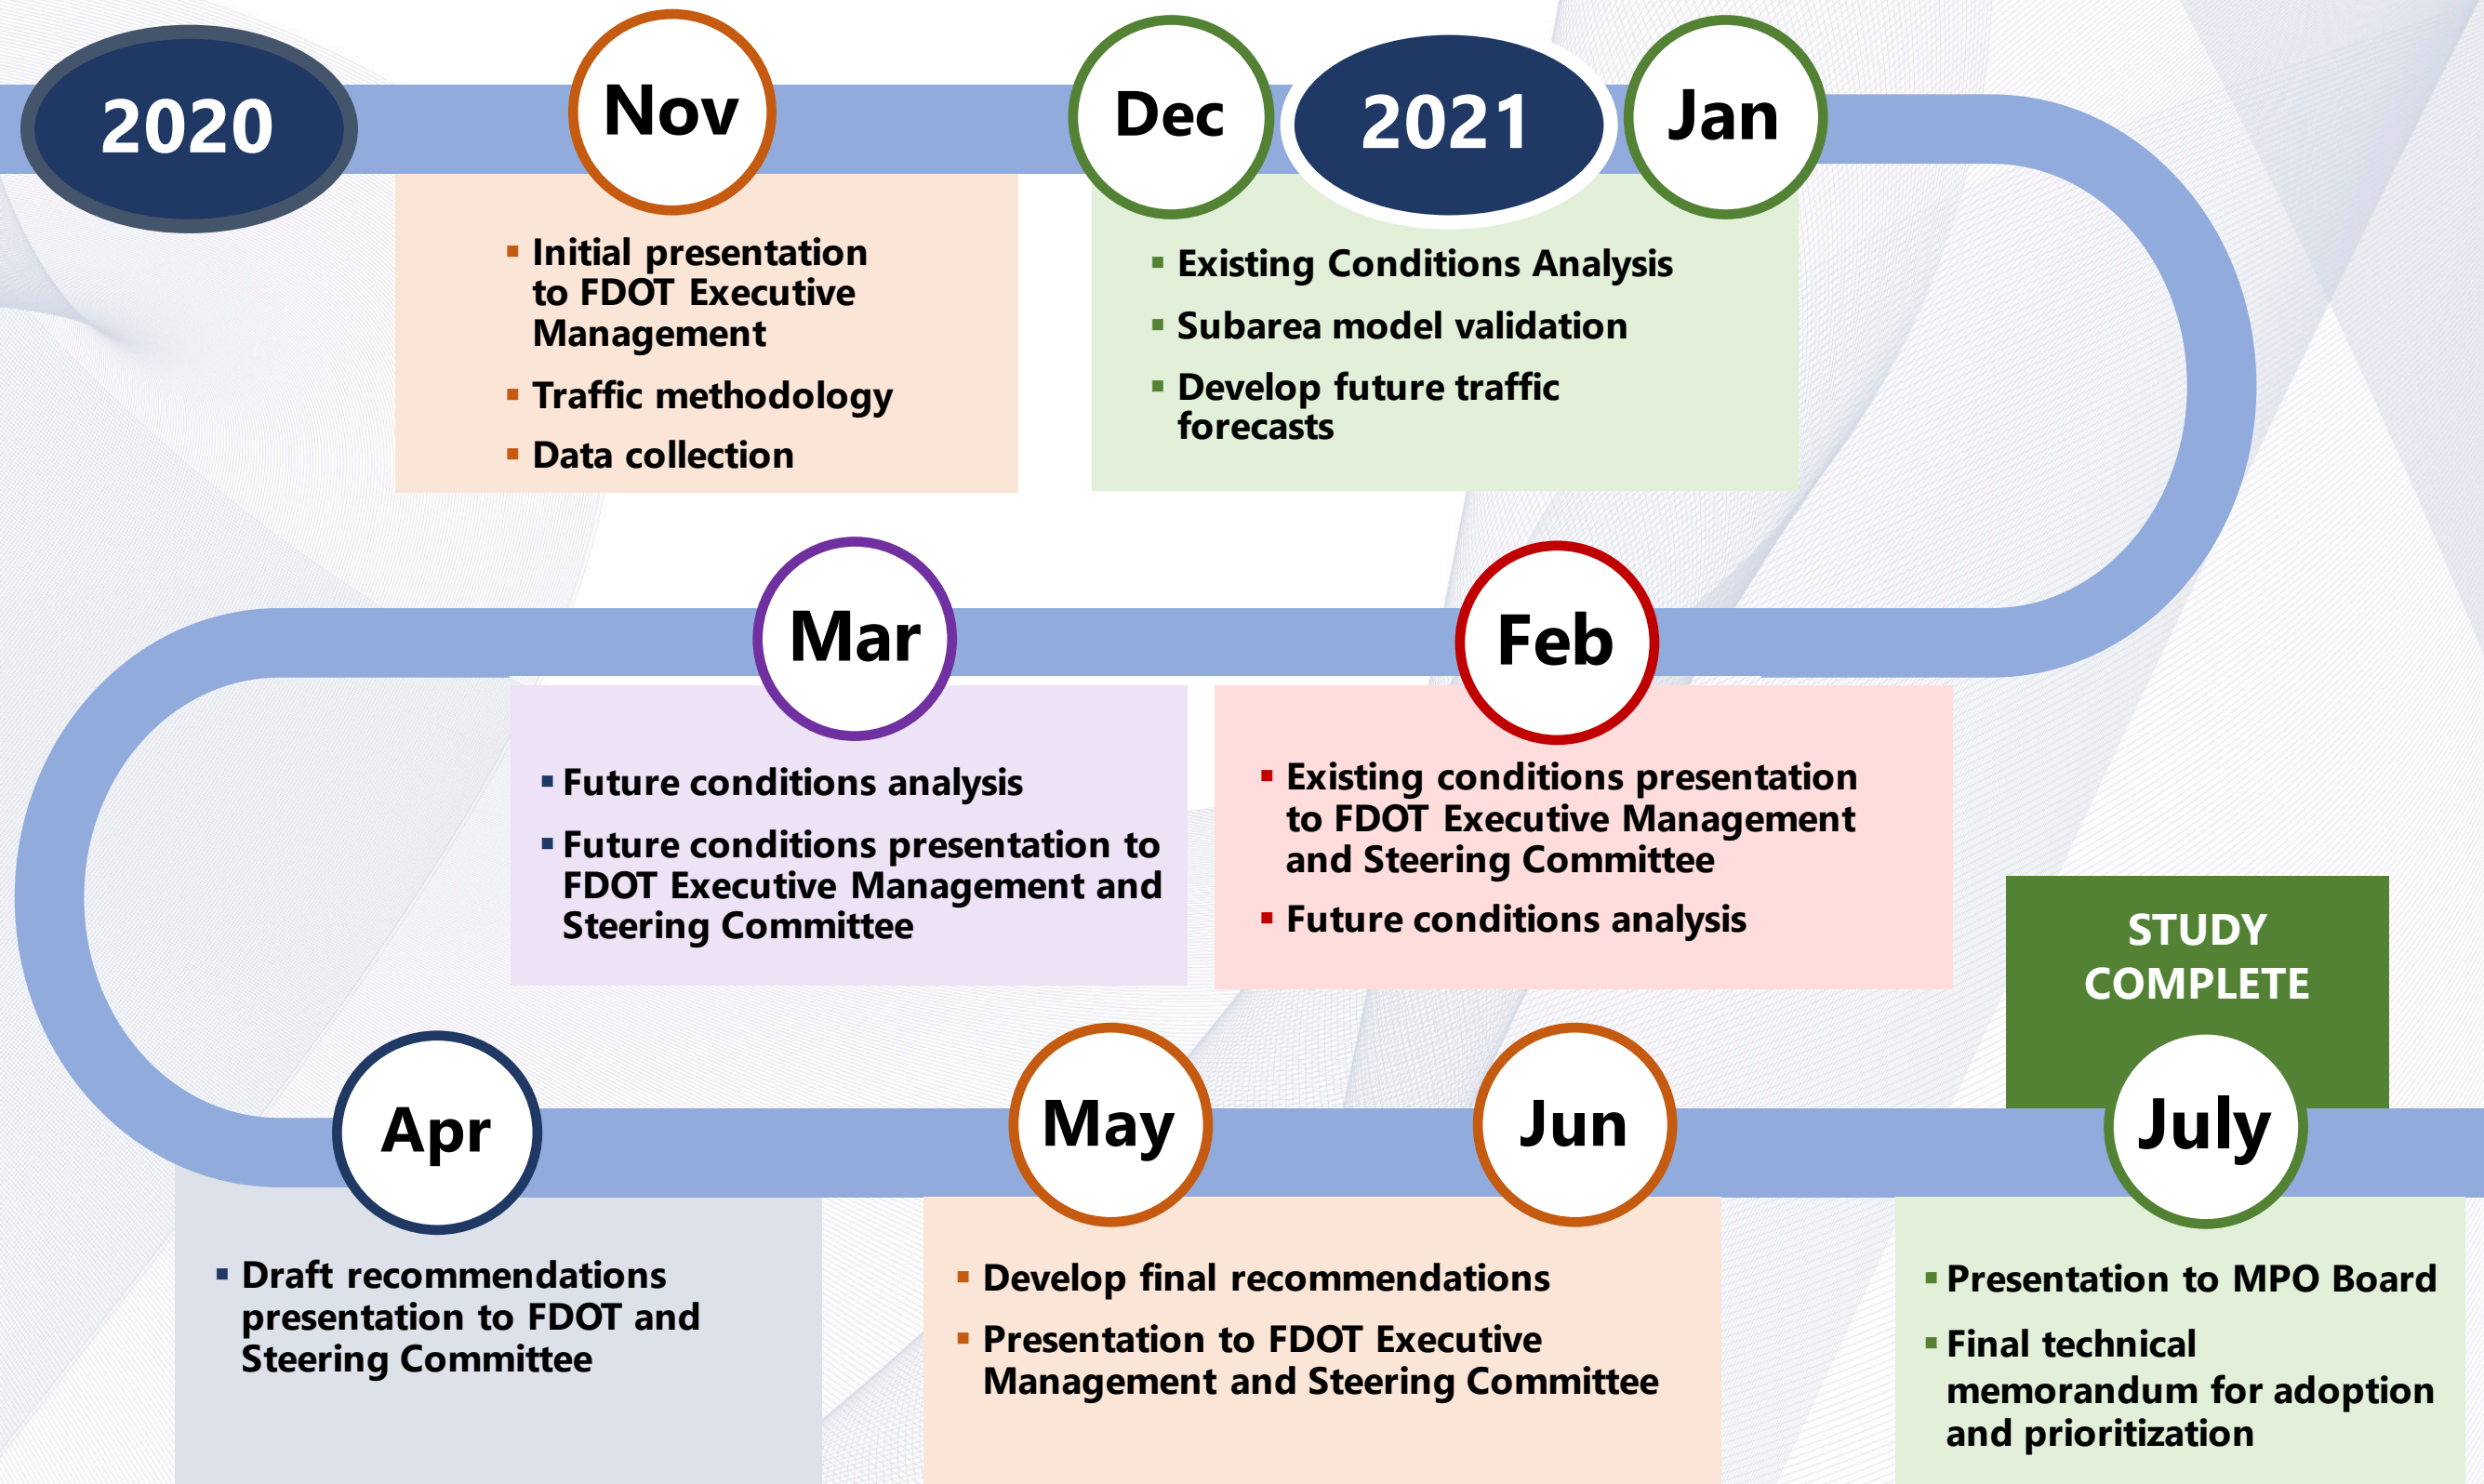 2020
Nov
▪ Initial presentation
to FDOT Executive
Management
▪ Traffic methodology
▪ Data collection
Dec
2021
Jan
▪ Existing Conditions Analysis
▪ Subarea model validation
▪ Develop future traffic
forecasts
Feb
▪ Existing conditions presentation
to FDOT Executive Management
and Steering Committee
▪ Future conditions analysis
Mar
▪ Future conditions analysis
▪ Future conditions presentation to
FDOT Executive Management and
Steering Committee
Apr
▪ Draft recommendations
presentation to FDOT and
Steering Committee
May
Jun
▪ Develop final recommendations
▪ Presentation to FDOT Executive
Management and Steering Committee
STUDY
COMPLETE
July
▪ Presentation to MPO Board
▪ Final technical
memorandum for adoption
and prioritization